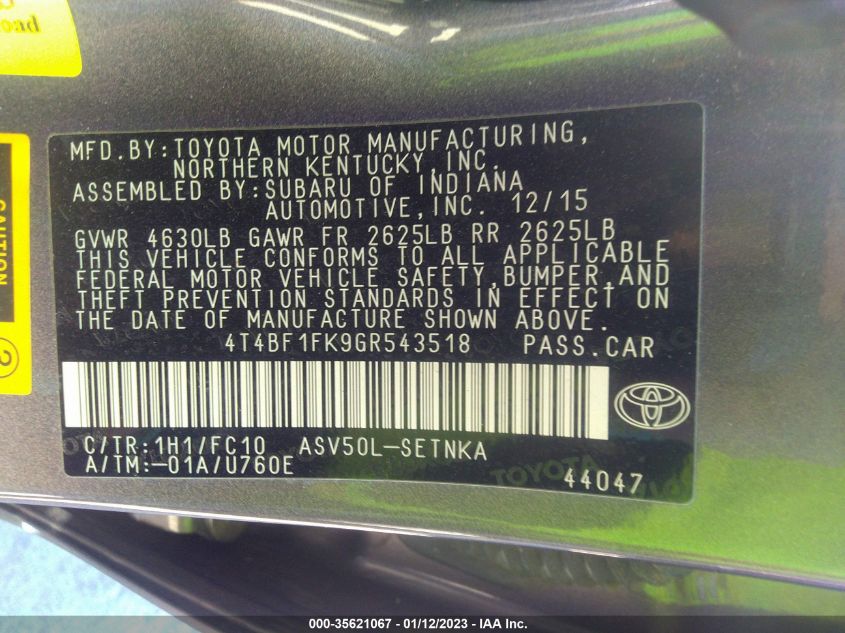 MFD.BY:TOYOTA MOTOR MANUFACTURING,
NORTHERN KENTUCKY,INC.
ASSEMBLED BY:SUBARU OF INDIANA
AUTOMOTIVE,INC. 12/15
GVWR 4630LB GAWR FR 2625LB RR 2625LB
THIS VEHICLE CONFORMS TO ALL APPLICABLE
FEDERAL MOTOR VEHICLE SAFETY,BUMPER,AND
THEFT PREVENTION STANDARDS IN EFFECT ON
THE DATE OF MANUFACTURE SHOWN ABOVE.
4T4BF1FK9GR543518 PASS.CAR
C/TR:1H1/FC10 ASV50L-SETNKA
A/TM:-01A/U760E
44047
TOYOTA
CAUTION
2
000-35621067 - 01/12/2023 - IAA Inc.